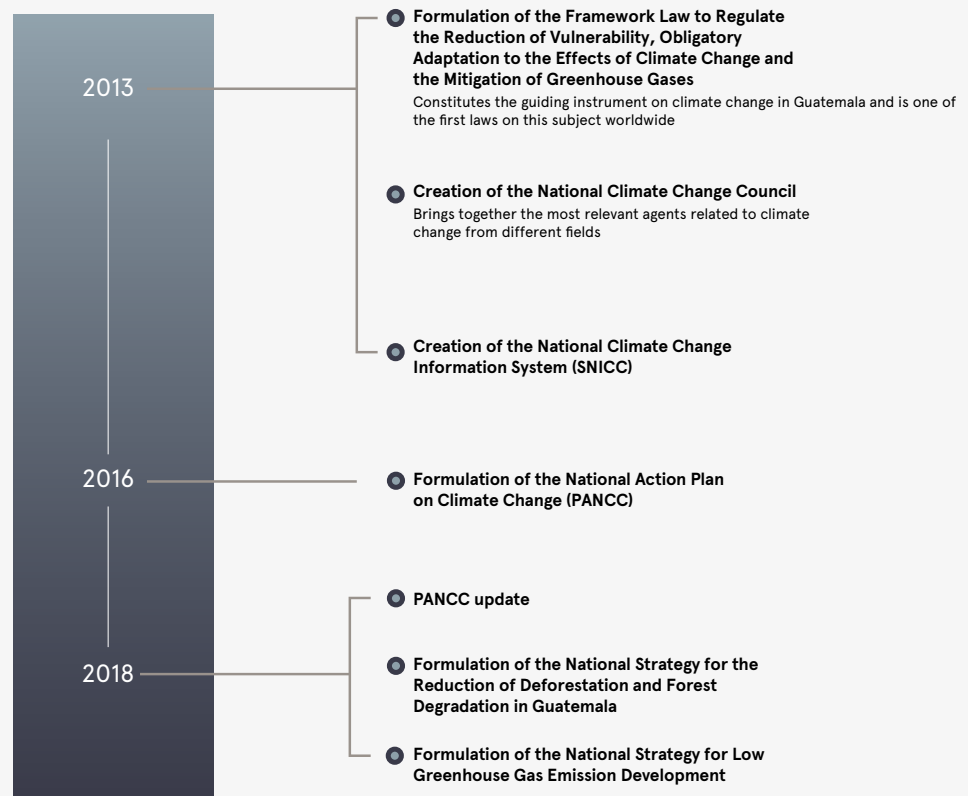 2013
Formulation of the Framework Law to Regulate
the Reduction of Vulnerability, Obligatory
Adaptation to the Effects of Climate Change and
the Mitigation of Greenhouse Gases
Constitutes the guiding instrument on climate change in Guatemala and is one of
the first laws on this subject worldwide
Creation of the National Climate Change Council
Brings together the most relevant agents related to climate
change from different fields
Creation of the National Climate Change
Information System (SNICC)
2016
Formulation of the National Action Plan
on Climate Change (PANCC)
2018
PANCC update
Formulation of the National Strategy for the
Reduction of Deforestation and Forest
Degradation in Guatemala
Formulation of the National Strategy for Low
Greenhouse Gas Emission Development